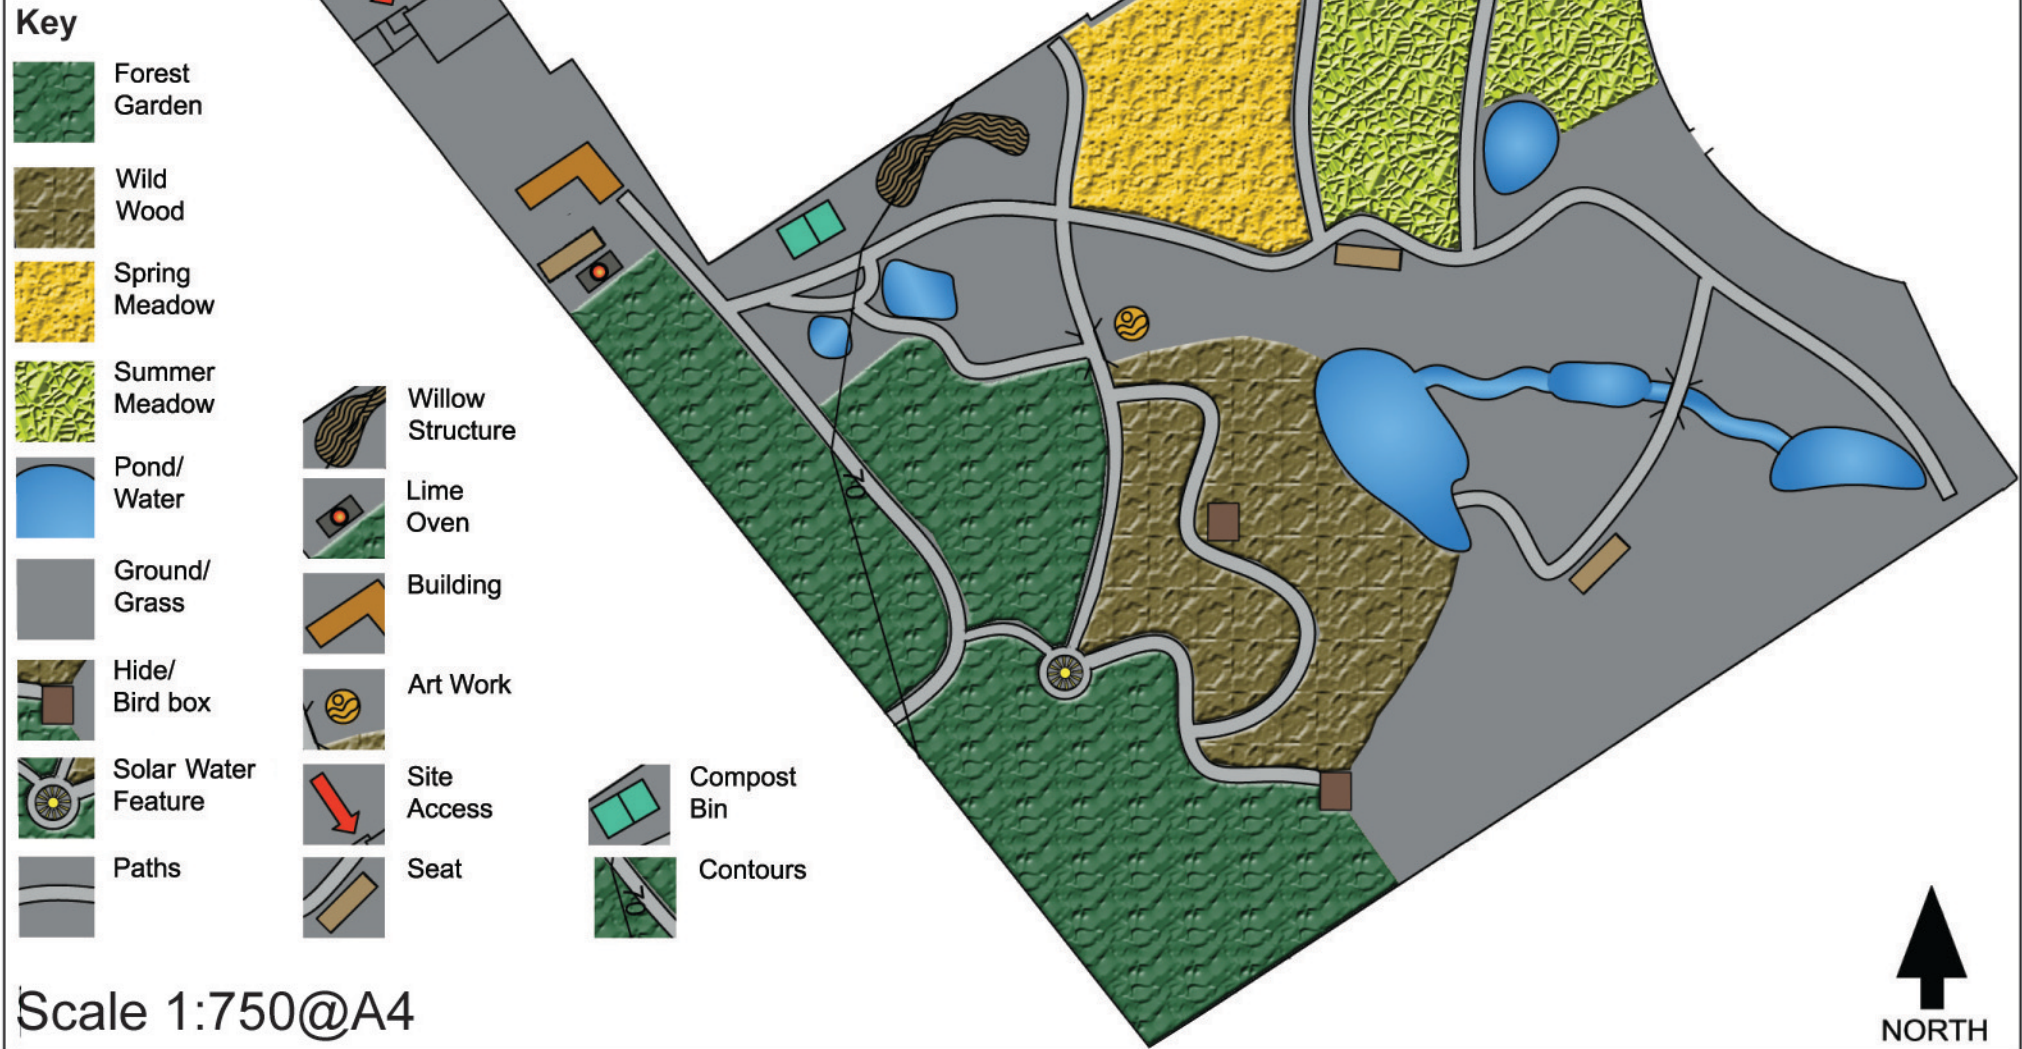 Key
Forest
Garden
Wild
Wood
Spring
Meadow
Summer
Meadow
Pond/
Water
Ground/
Grass
Hide/
Bird box
Solar Water
Feature
Paths
Willow
Structure
Lime
Oven
Building
Art Work
Site
Access
Seat
Compost
Bin
70
Contours
70
Scale 1:750@A4
NORTH